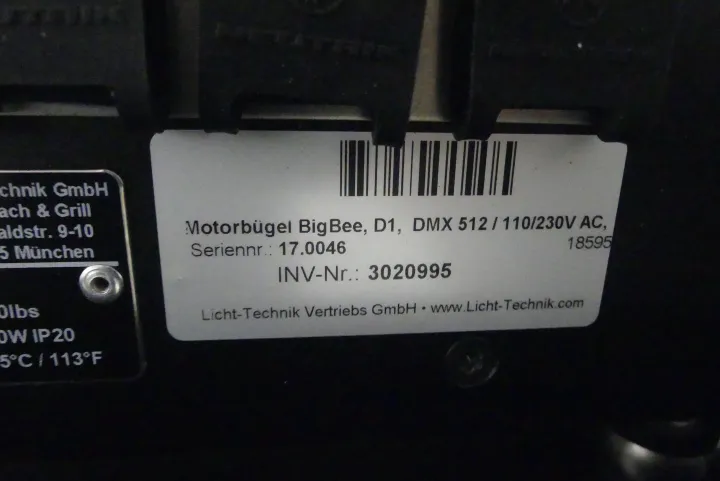 chnik GmbH
ach & Grill
aldstr. 9-10
5 München
0lbs
0W IP20
5°C / 113°F
Motorbügel BigBee, D1, DMX 512 / 110/230V AC,
18595
Seriennr.: 17.0046
INV-Nr.: 3020995
Licht-Technik Vertriebs GmbH • www.Licht-Technik.com